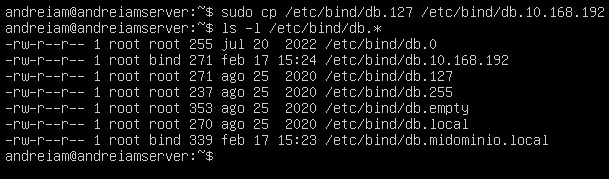 andreiam@andreiamserver:~$ sudo cp /etc/bind/db.127 /etc/bind/db.10.168.192
andreiam@andreiamserver:~$ ls -l /etc/bind/db.*
-rw-r--r-- 1 root root 255 jul 20  2022 /etc/bind/db.0
-rw-r--r-- 1 root bind 271 feb 17 15:24 /etc/bind/db.10.168.192
-rw-r--r-- 1 root root 271 ago 25  2020 /etc/bind/db.127
-rw-r--r-- 1 root root 237 ago 25  2020 /etc/bind/db.255
-rw-r--r-- 1 root root 353 ago 25  2020 /etc/bind/db.empty
-rw-r--r-- 1 root root 270 ago 25  2020 /etc/bind/db.local
-rw-r--r-- 1 root bind 339 feb 17 15:23 /etc/bind/db.midominio.local
andreiam@andreiamserver:~$